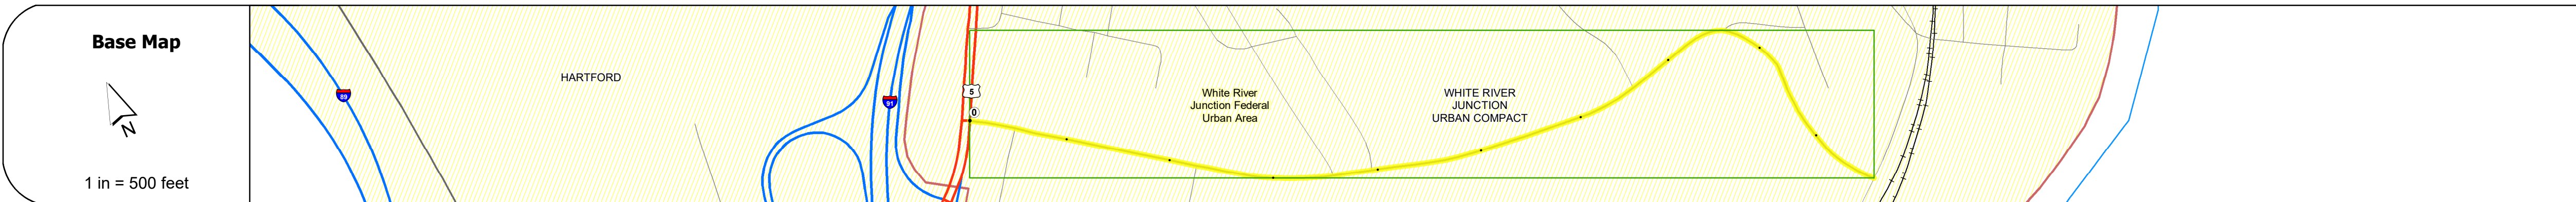 Base Map
N
1 in = 500 feet
HARTFORD
89
91
5
0
White River
Junction Federal
Urban Area
WHITE RIVER
JUNCTION
URBAN COMPACT